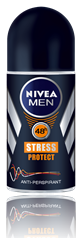 NIVEA
MEN
48h
STRESS
PROTECT
ANTI-PERSPIRANT